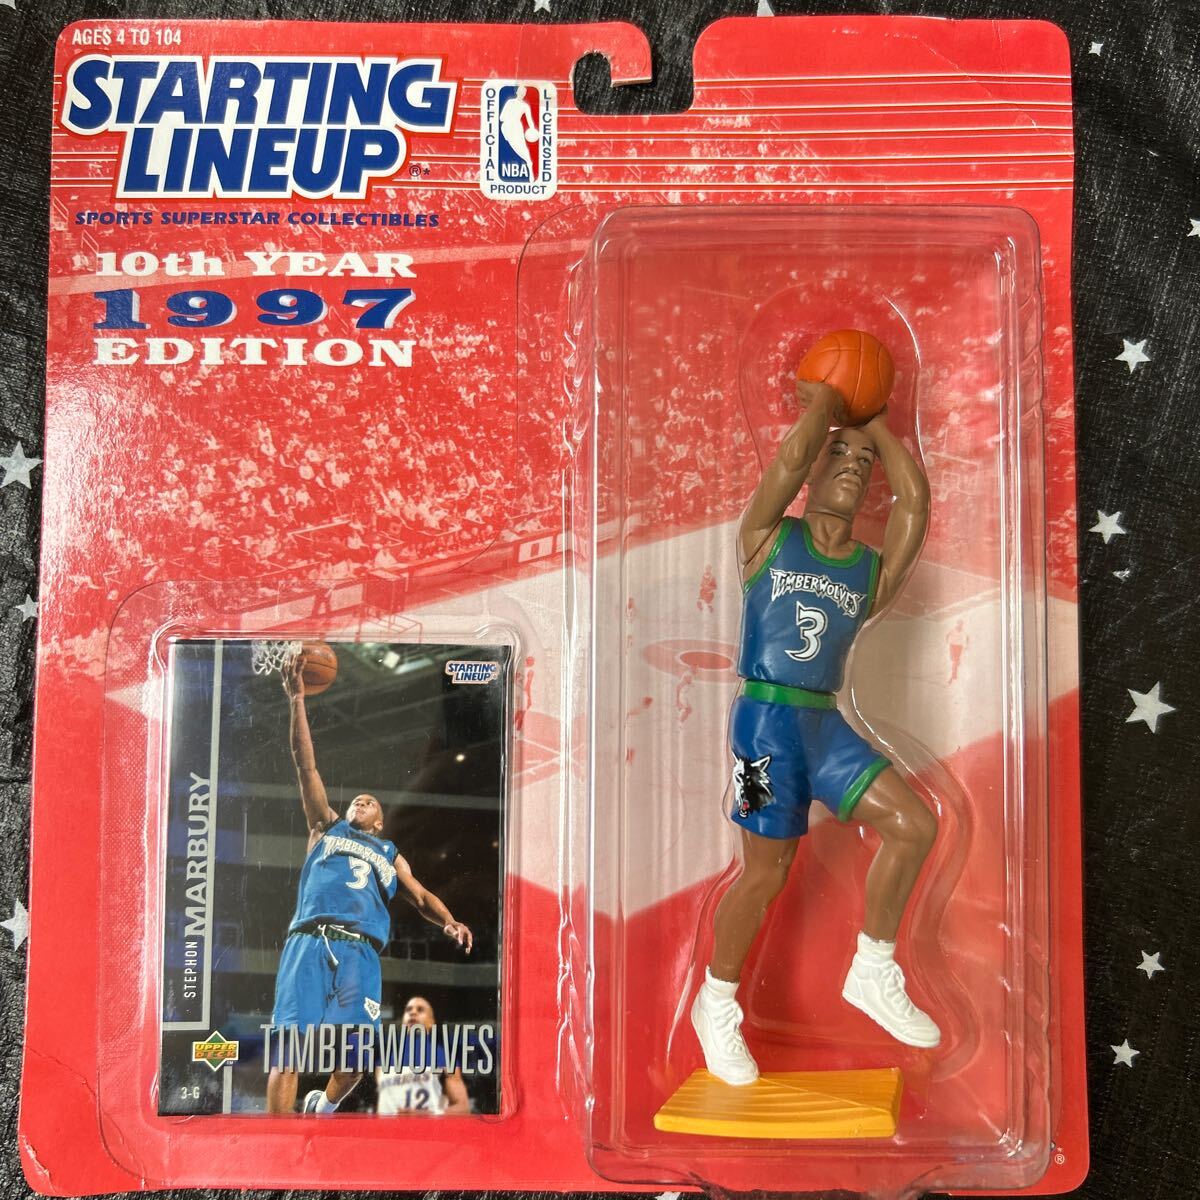 AGES 4 TO 104
STARTING
LINEUP®*
SPORTS SUPERSTAR COLLECTIBLES
10th YEAR
1997
EDITION
OFFICIAL
LICENSED
NBA
PRODUCT
TIMBERWOLVES
3
STARTING
LINEUP®
STEPHON MARBURY
TIMBERWOLVES
3
UPPER
DECK
TM
TIMBERWOLVES
3-G
12